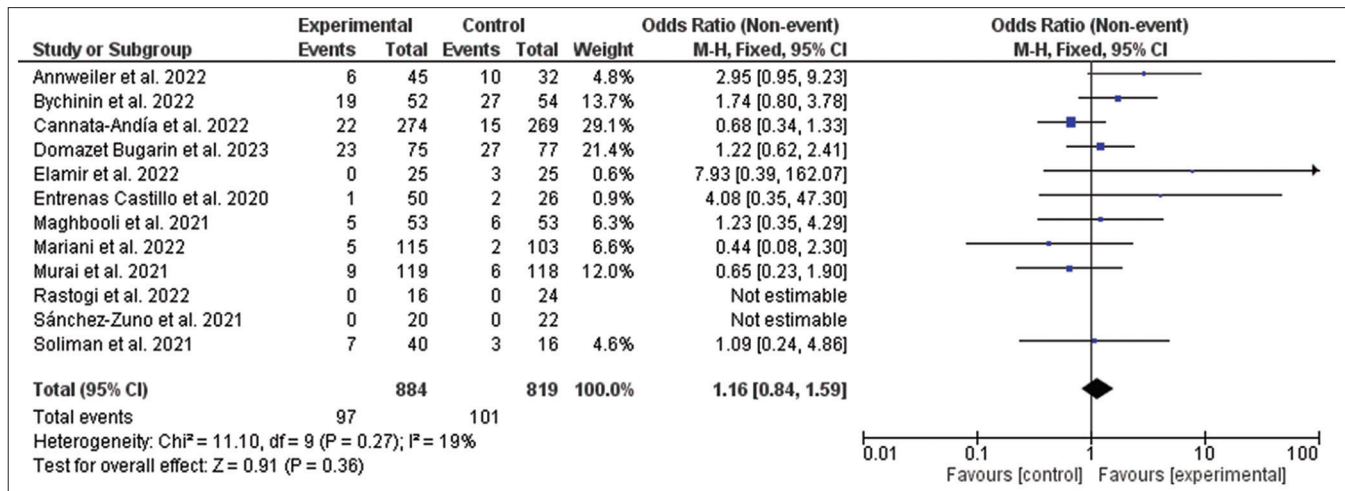 Experimental Control Odds Ratio (Non-event) Odds Ratio (Non-event)
Study or Subgroup Events Total Events Total Weight M-H, Fixed, 95% CI M-H, Fixed, 95% CI
Annweiler et al. 2022 6 45 10 32 4.8% 2.95 [0.95, 9.23]
Bychinin et al. 2022 19 52 27 54 13.7% 1.74 [0.80, 3.78]
Cannata-Andía et al. 2022 22 274 15 269 29.1% 0.68 [0.34, 1.33]
Domazet Bugarin et al. 2023 23 75 27 77 21.4% 1.22 [0.62, 2.41]
Elamir et al. 2022 0 25 3 25 0.6% 7.93 [0.39, 162.07]
Entrenas Castillo et al. 2020 1 50 2 26 0.9% 4.08 [0.35, 47.30]
Maghbooli et al. 2021 5 53 6 53 6.3% 1.23 [0.35, 4.29]
Mariani et al. 2022 5 115 2 103 6.6% 0.44 [0.08, 2.30]
Murai et al. 2021 9 119 6 118 12.0% 0.65 [0.23, 1.90]
Rastogi et al. 2022 0 16 0 24 Not estimable
Sánchez-Zuno et al. 2021 0 20 0 22 Not estimable
Soliman et al. 2021 7 40 3 16 4.6% 1.09 [0.24, 4.86]
Total (95% CI) 884 819 100.0% 1.16 [0.84, 1.59]
Total events 97 101
Heterogeneity: Chi² = 11.10, df = 9 (P = 0.27); I² = 19%
Test for overall effect: Z = 0.91 (P = 0.36)
0.01 0.1 1 10 100
Favours [control] Favours [experimental]